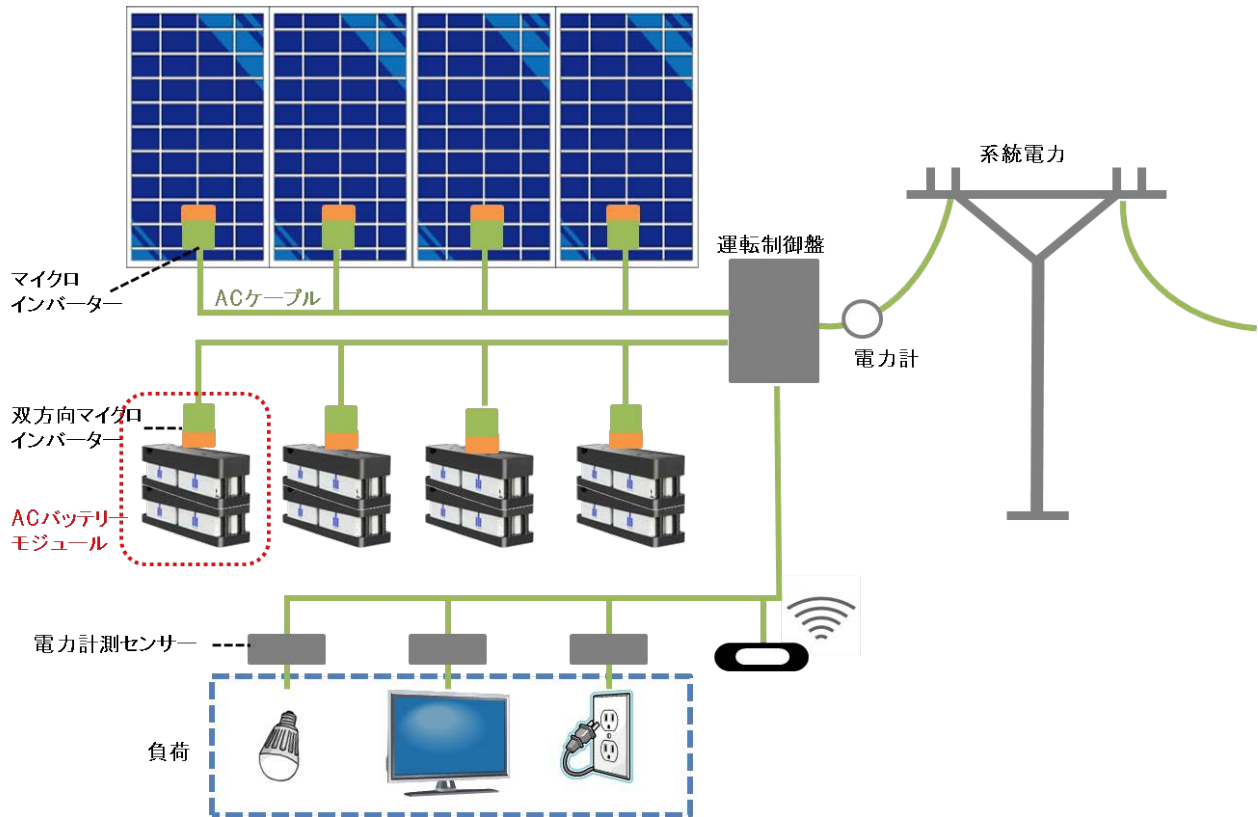 系統電力
運転制御盤
マイクロ
インバーター
ACケーブル
電力計
双方向マイクロ
インバーター
ACバッテリー
モジュール
電力計測センサー
負荷